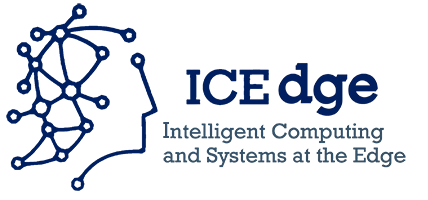 ICEdge
Intelligent Computing
and Systems at the Edge